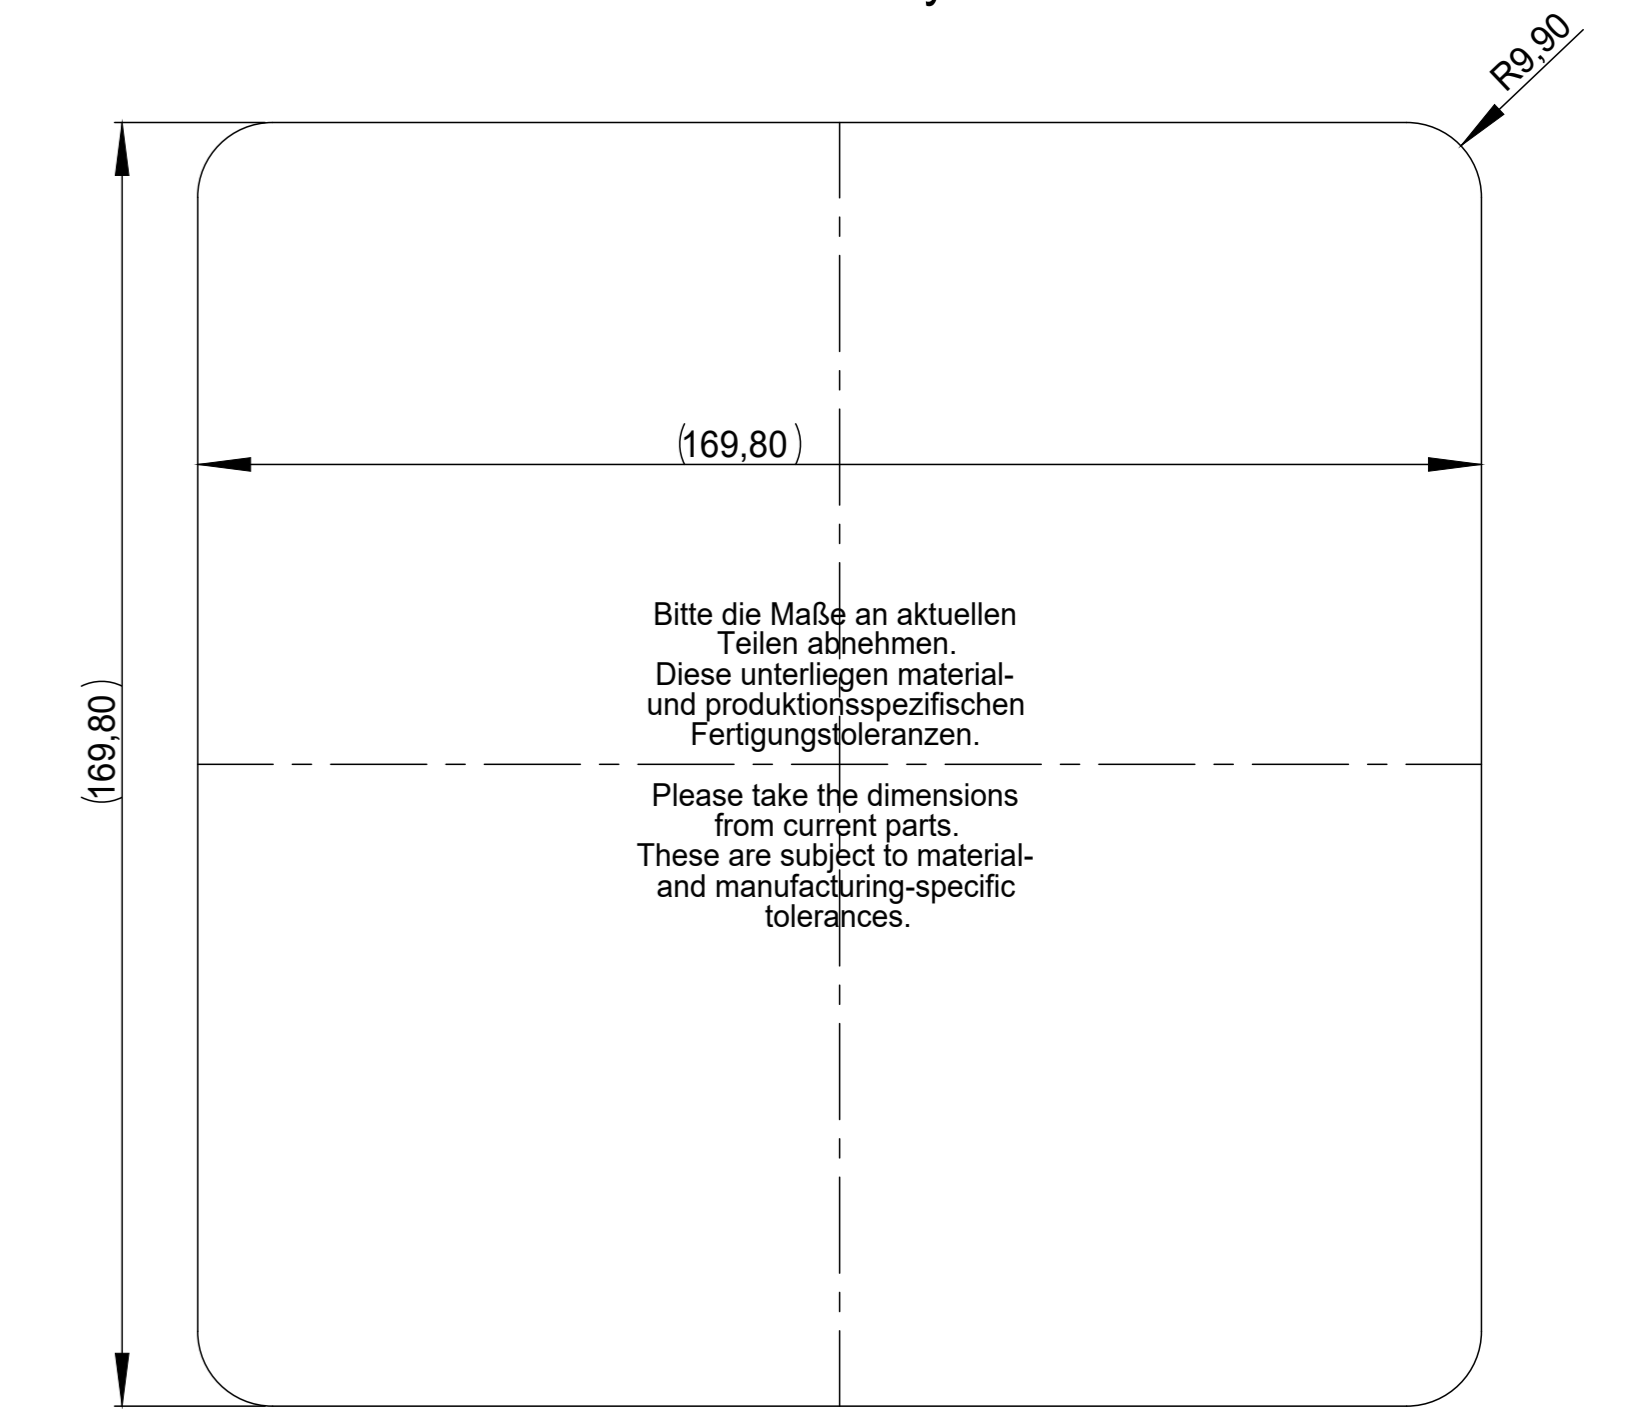 R9,90
(169,80)
Bitte die Maße an aktuellen
Teilen abnehmen.
Diese unterliegen material-
und produktionsspezifischen
Fertigungstoleranzen.
(169,80)
Please take the dimensions
from current parts.
These are subject to material-
and manufacturing-specific
tolerances.